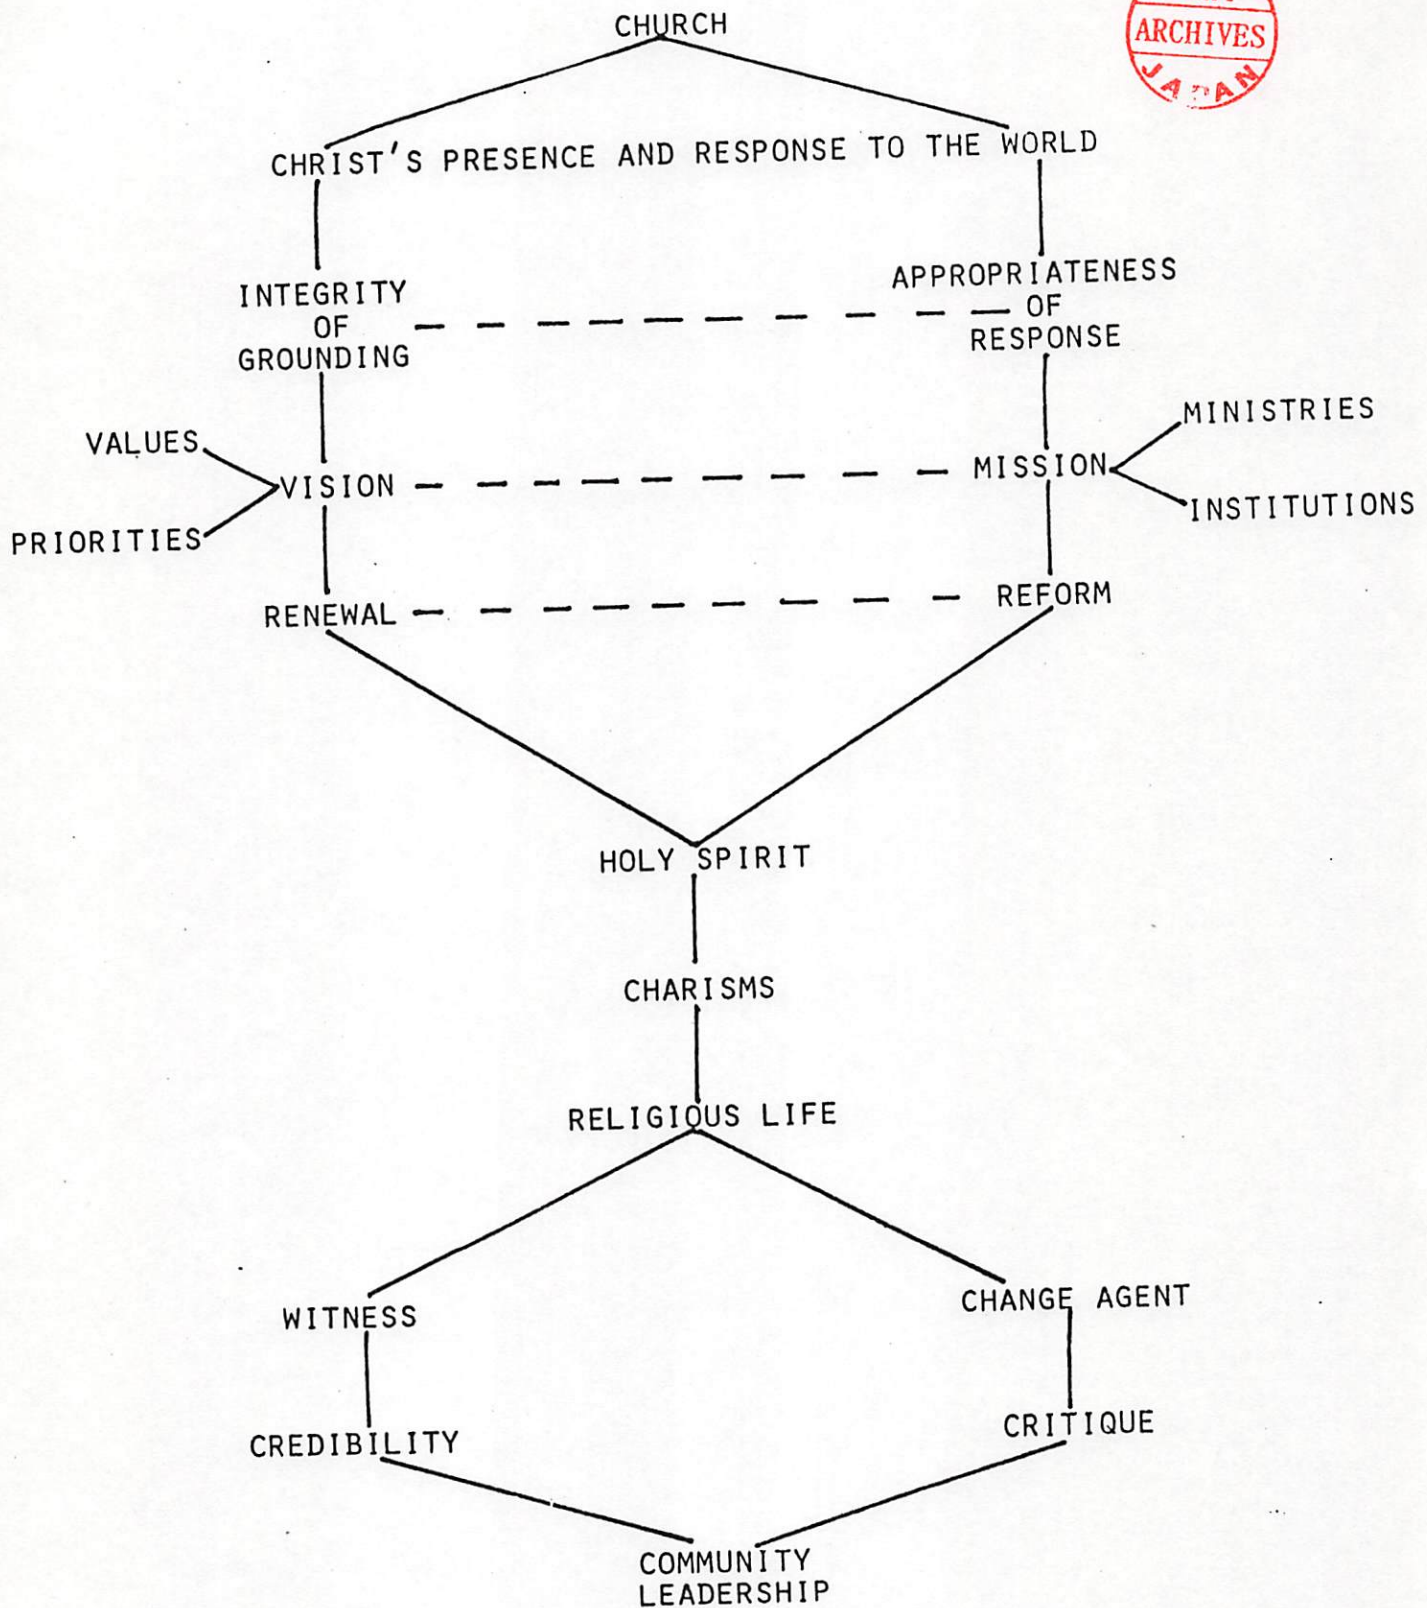 CHURCH
ARCHIVES
JAPAN
CHRIST'S PRESENCE AND RESPONSE TO THE WORLD
INTEGRITY
OF
GROUNDING
APPROPRIATENESS
OF
RESPONSE
VALUES
PRIORITIES
VISION
MISSION
MINISTRIES
INSTITUTIONS
RENEWAL
REFORM
HOLY SPIRIT
CHARISMS
RELIGIOUS LIFE
WITNESS
CHANGE AGENT
CREDIBILITY
CRITIQUE
COMMUNITY
LEADERSHIP